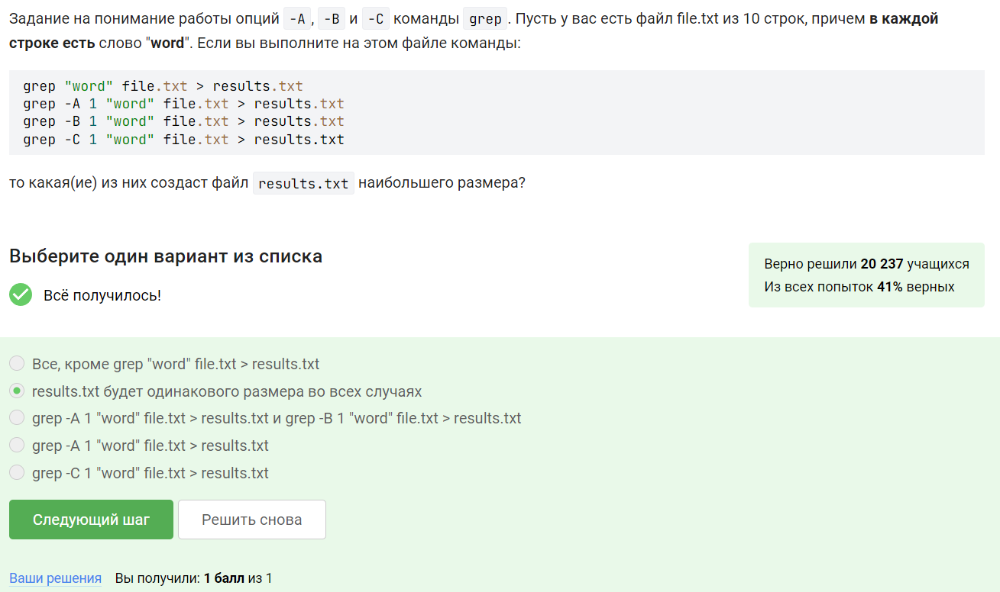 Задание на понимание работы опций -A, -B и -C команды grep. Пусть у вас есть файл file.txt из 10 строк, причем в каждой
строке есть слово "word". Если вы выполните на этом файле команды:
grep "word" file.txt > results.txt
grep -A 1 "word" file.txt > results.txt
grep -B 1 "word" file.txt > results.txt
grep -C 1 "word" file.txt > results.txt
то какая(ие) из них создаст файл results.txt наибольшего размера?
Выберите один вариант из списка
Верно решили 20 237 учащихся
Из всех попыток 41% верных
Всё получилось!
Все, кроме grep "word" file.txt > results.txt
results.txt будет одинакового размера во всех случаях
grep -A 1 "word" file.txt > results.txt и grep -B 1 "word" file.txt > results.txt
grep -A 1 "word" file.txt > results.txt
grep -C 1 "word" file.txt > results.txt
Следующий шаг Решить снова
Ваши решения Вы получили: 1 балл из 1